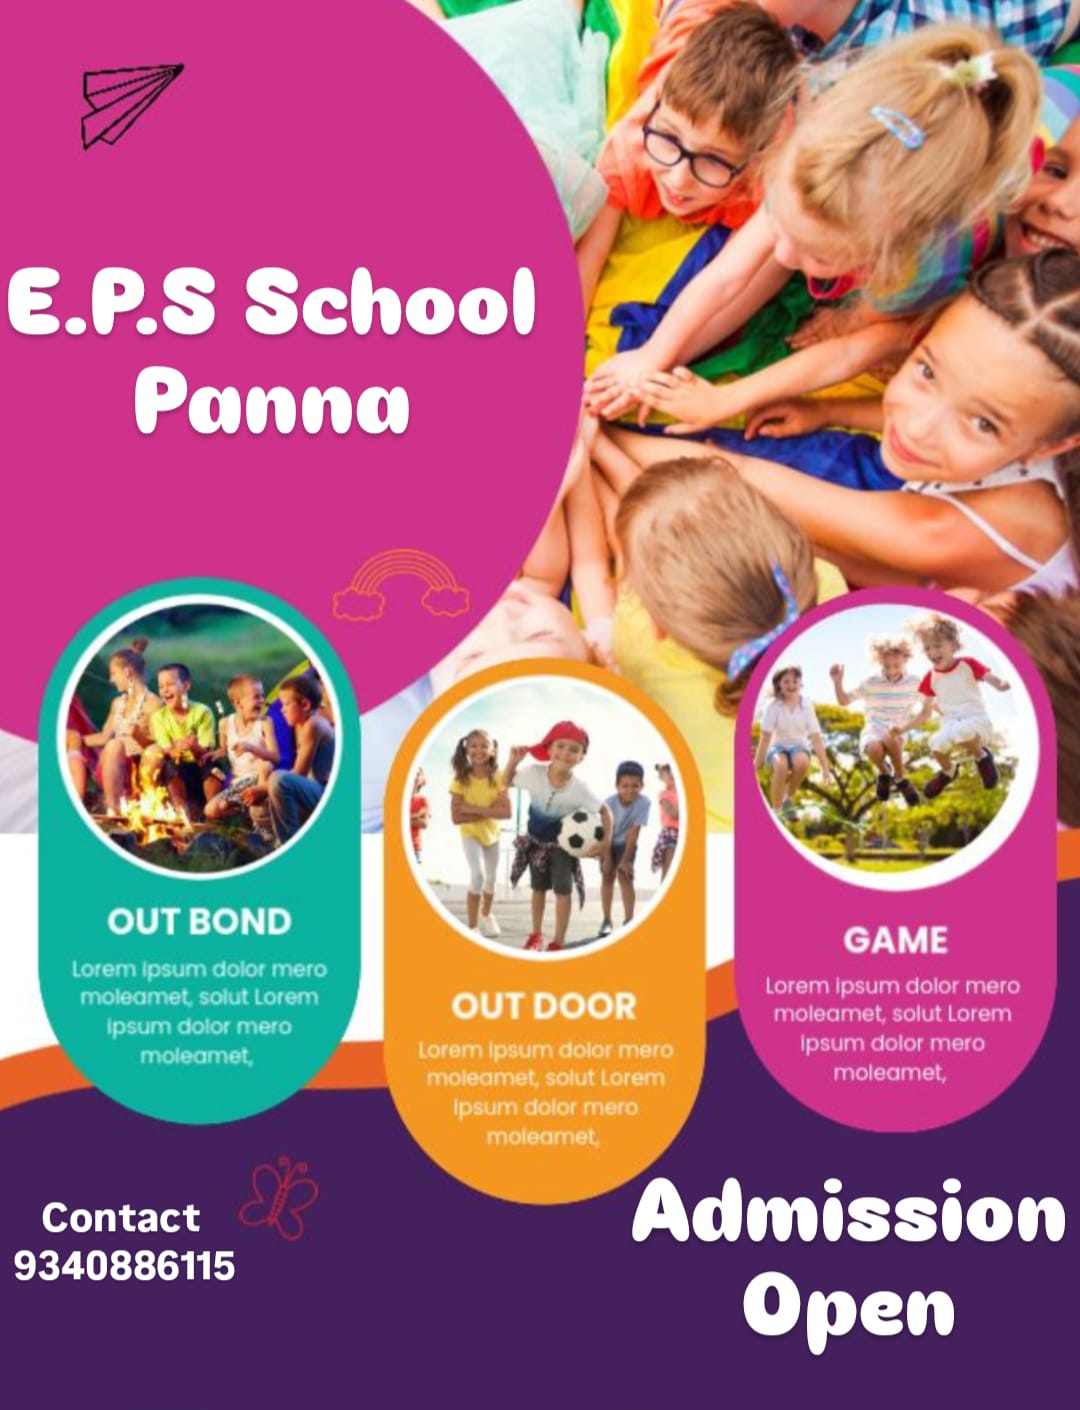 E.P.S School
Panna
OUT BOND
Lorem ipsum dolor mero
moleamet, solut Lorem
ipsum dolor mero
moleamet,
OUT DOOR
Lorem ipsum dolor mero
moleamet, solut Lorem
ipsum dolor mero
moleamet,
GAME
Lorem ipsum dolor mero
moleamet, solut Lorem
ipsum dolor mero
moleamet,
Contact
9340886115
Admission
Open